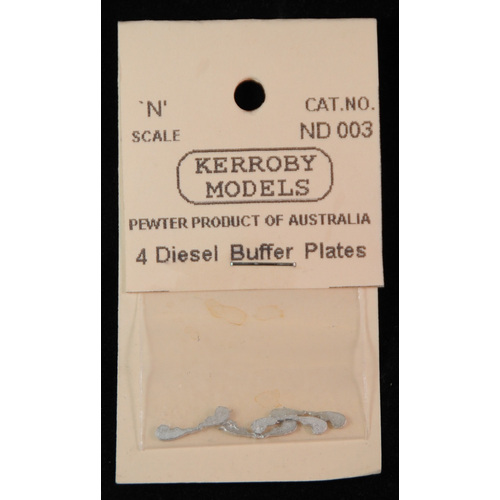 `N'
SCALE
CAT.NO.
ND 003
KERROBY
MODELS
PEWTER PRODUCT OF AUSTRALIA
4 Diesel Buffer Plates